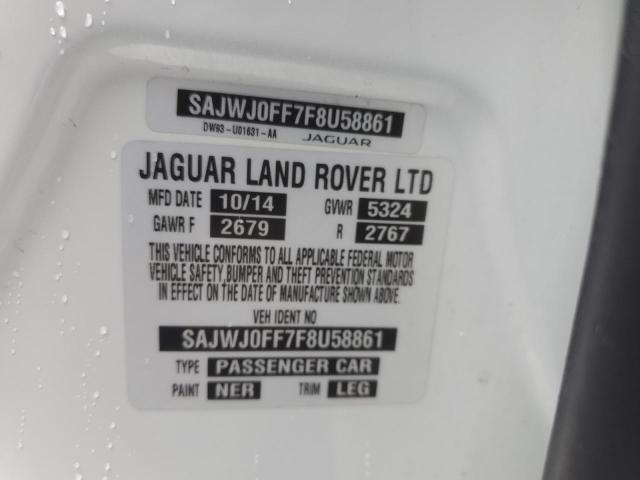 SAJWJ0FF7F8U58861
DW93-U01631-AA JAGUAR
JAGUAR LAND ROVER LTD
MFD DATE 10/14 GVWR 5324
GAWR F 2679 R 2767
THIS VEHICLE CONFORMS TO ALL APPLICABLE FEDERAL MOTOR
VEHICLE SAFETY, BUMPER AND THEFT PREVENTION STANDARDS
IN EFFECT ON THE DATE OF MANUFACTURE SHOWN ABOVE.
VEH IDENT NO
SAJWJ0FF7F8U58861
TYPE PASSENGER CAR
PAINT NER TRIM LEG